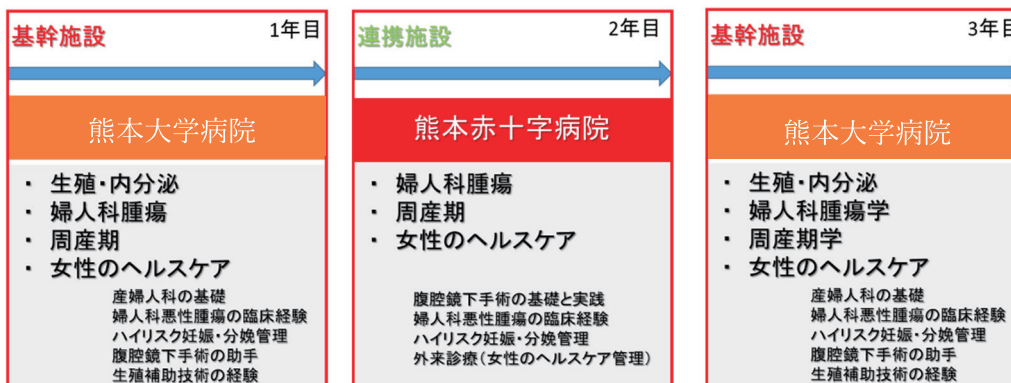 基幹施設 1年目
熊本大学病院
・ 生殖・内分泌
・ 婦人科腫瘍
・ 周産期
・ 女性のヘルスケア
産婦人科の基礎
婦人科悪性腫瘍の臨床経験
ハイリスク妊娠・分娩管理
腹腔鏡下手術の助手
生殖補助技術の経験
連携施設 2年目
熊本赤十字病院
・ 婦人科腫瘍
・ 周産期
・ 女性のヘルスケア
腹腔鏡下手術の基礎と実践
婦人科悪性腫瘍の臨床経験
ハイリスク妊娠・分娩管理
外来診療(女性のヘルスケア管理)
基幹施設 3年目
熊本大学病院
・ 生殖・内分泌
・ 婦人科腫瘍学
・ 周産期学
・ 女性のヘルスケア
産婦人科の基礎
婦人科悪性腫瘍の臨床経験
ハイリスク妊娠・分娩管理
腹腔鏡下手術の助手
生殖補助技術の経験